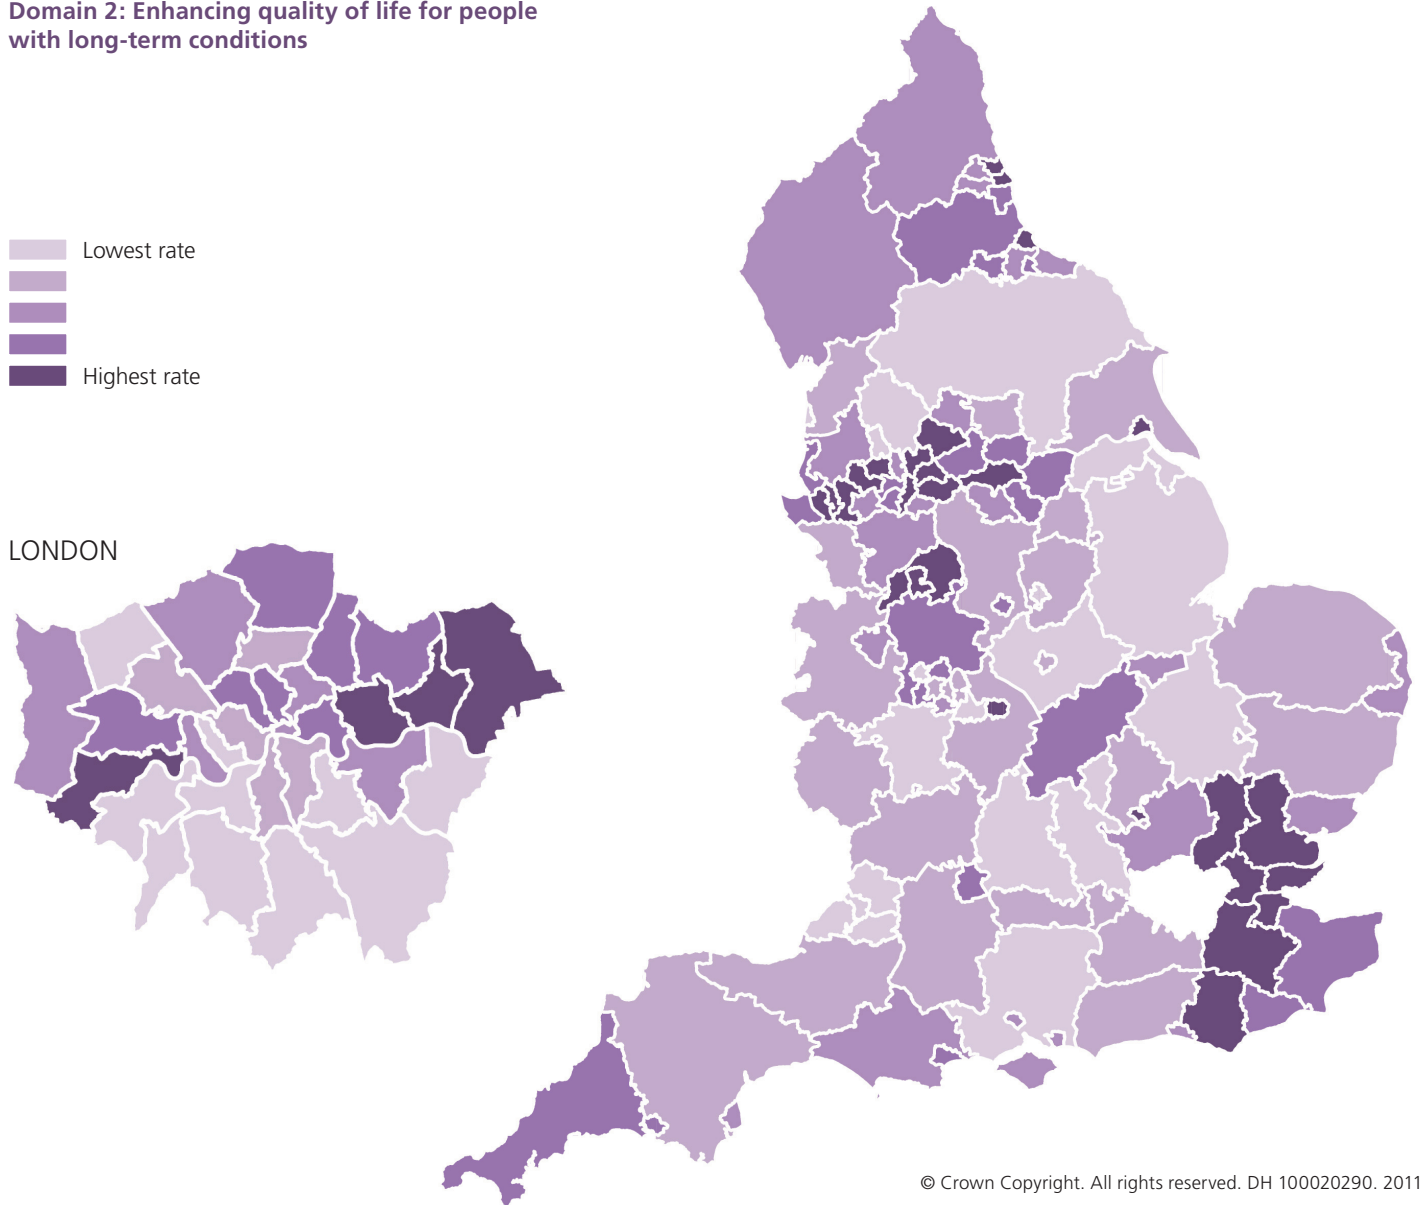 Domain 2: Enhancing quality of life for people
with long-term conditions
Lowest rate
Highest rate
LONDON
© Crown Copyright. All rights reserved. DH 100020290. 2011